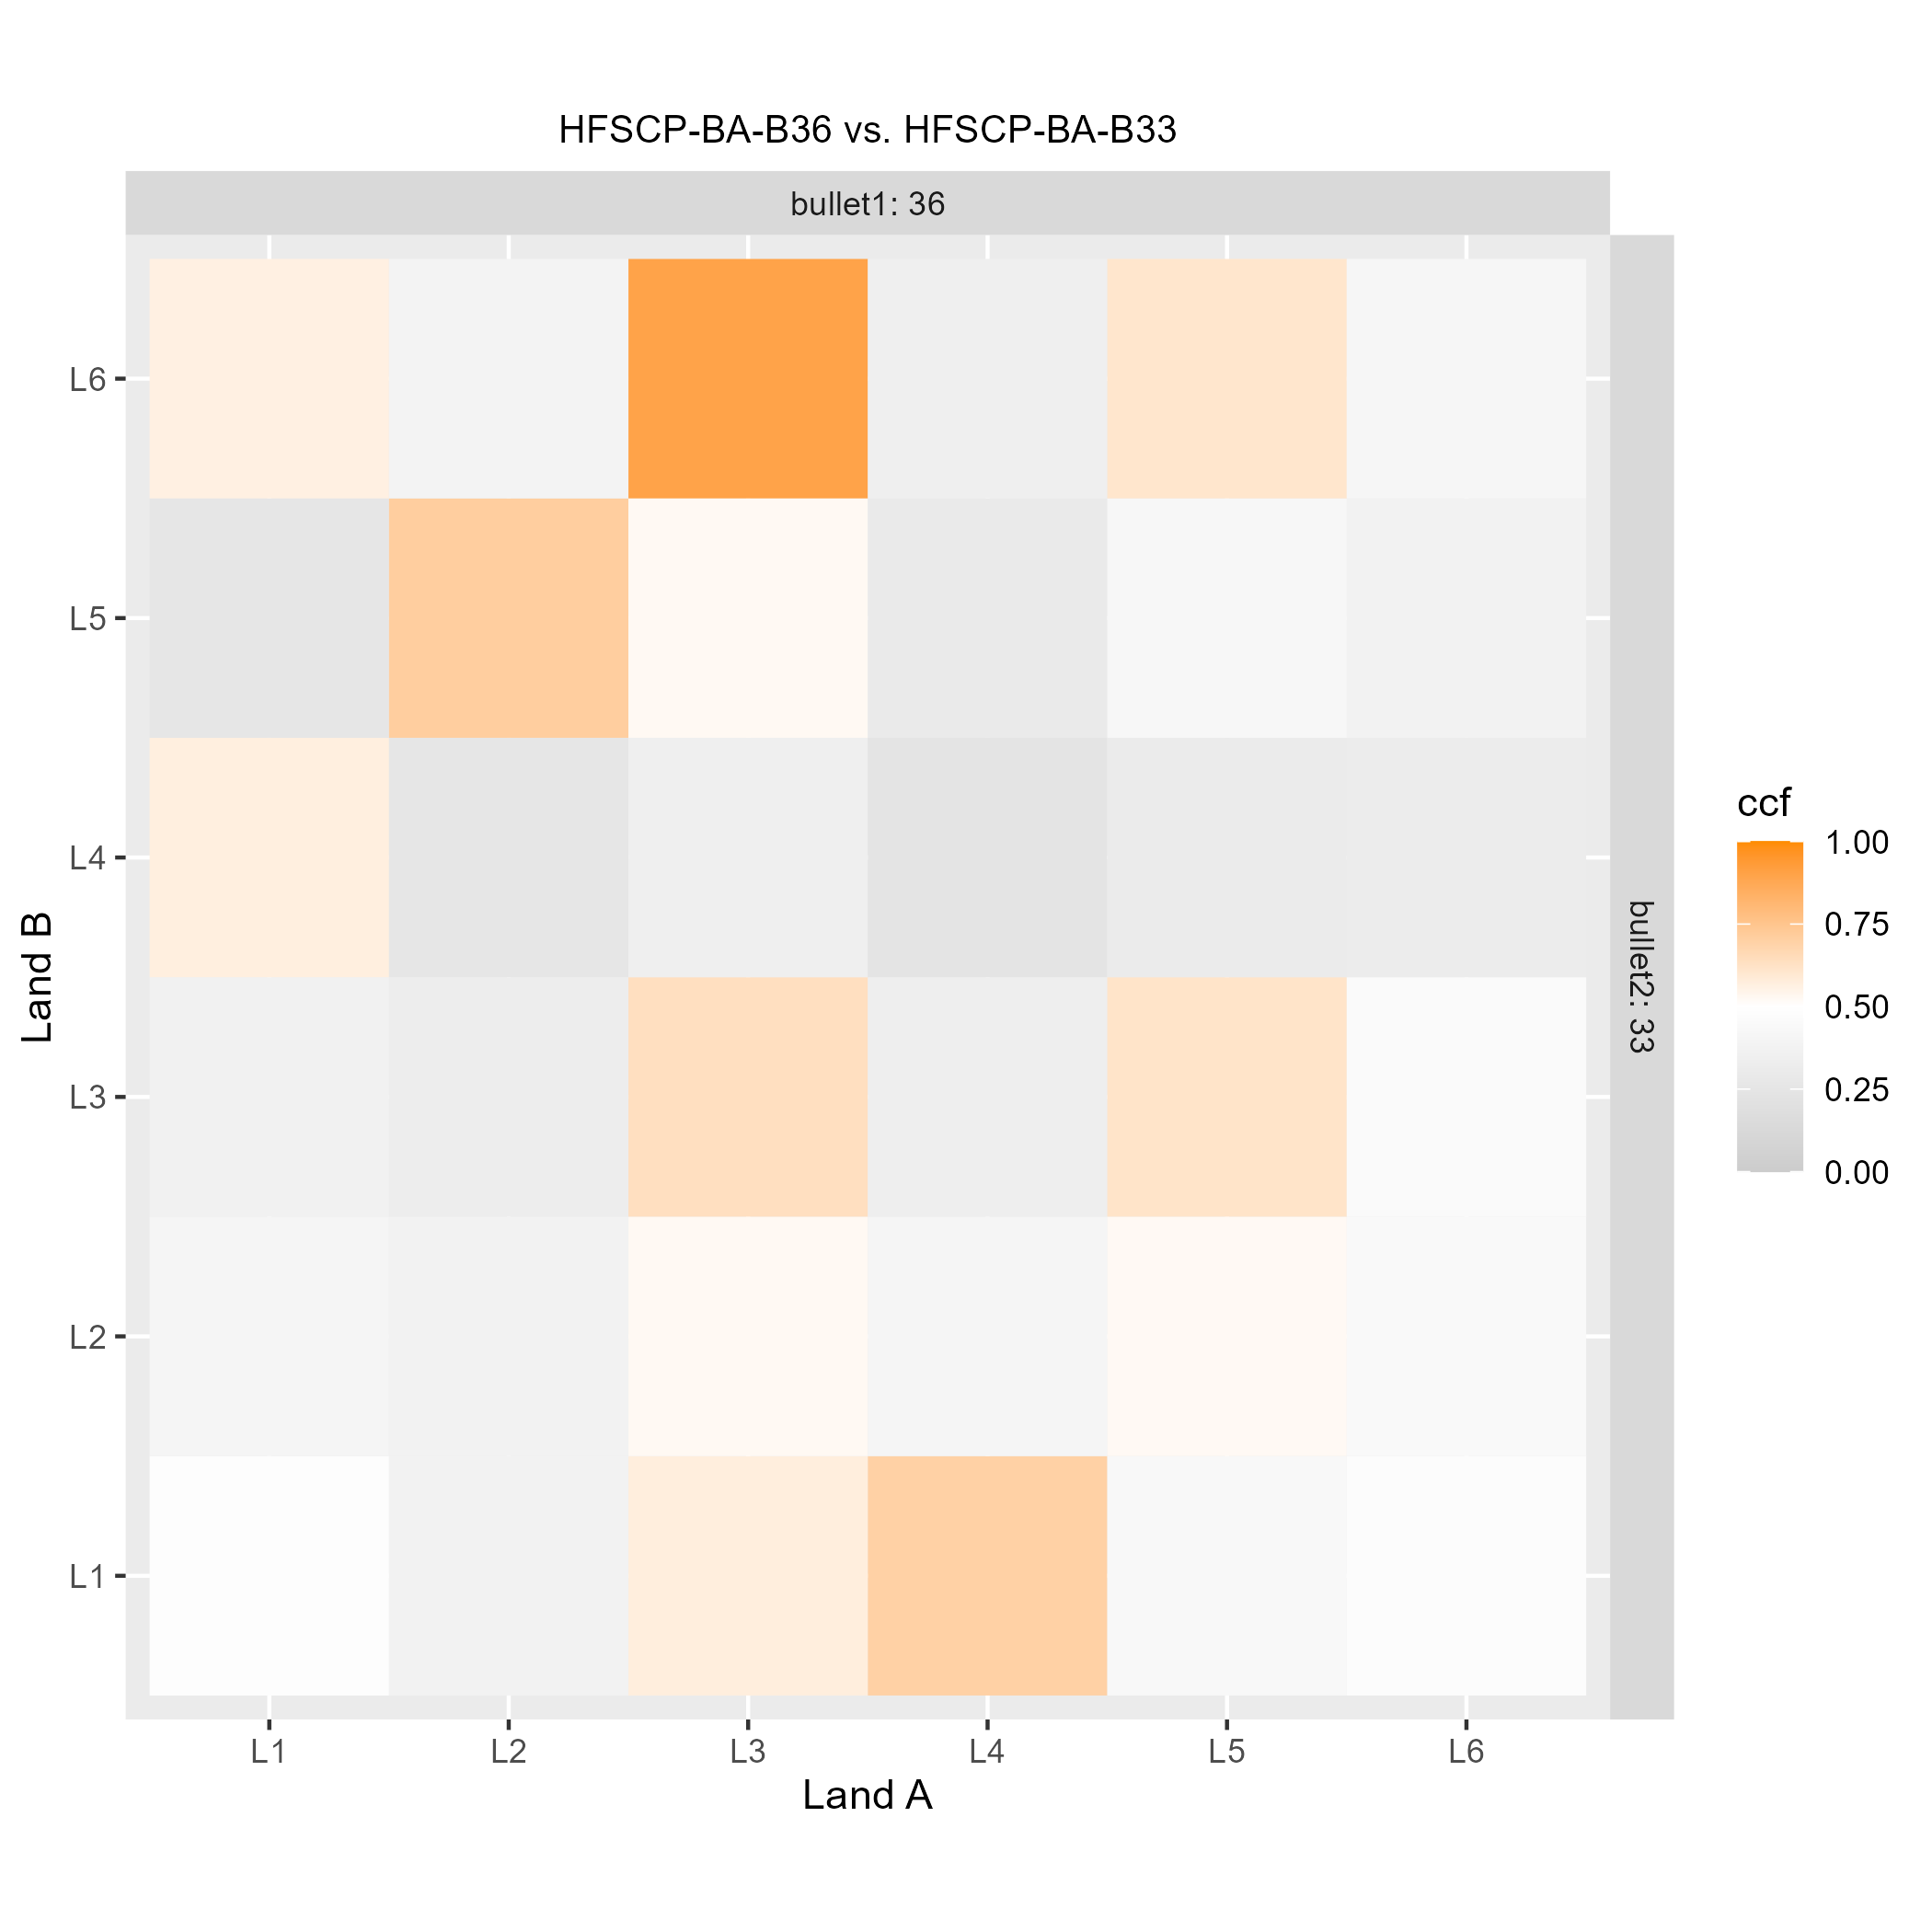 HFSCP-BA-B36 vs. HFSCP-BA-B33
bullet1: 36
L6
L5
L4
L3
L2
L1
Land B
bullet2: 33
L1 L2 L3 L4 L5 L6
Land A
ccf
1.00
0.75
0.50
0.25
0.00